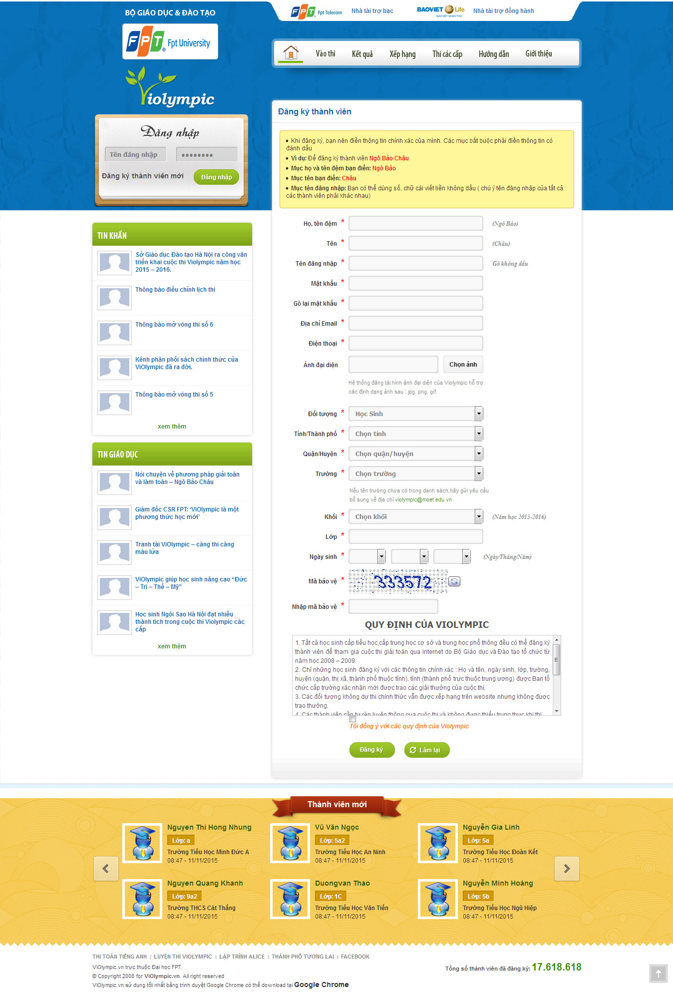 BỘ GIÁO DỤC & ĐÀO TẠO
FPT Fpt University
Violympic
FPT Fpt Telecom
Nhà tài trợ bạc
BAOVIET Life
BẢO VIỆT NHÂN THỌ
Nhà tài trợ đồng hành
Vào thi
Kết quả
Xếp hạng
Thi các cấp
Hướng dẫn
Giới thiệu
Đăng nhập
Tên đăng nhập
Đăng ký thành viên mới
Đăng nhập
TIN KHẨN
Sở Giáo dục Đào tạo Hà Nội ra công văn
triển khai cuộc thi Violympic năm học
2015 – 2016.
Thông báo điều chỉnh lịch thi
Thông báo mở vòng thi số 6
Kênh phân phối sách chính thức của
ViOlympic đã ra đời.
Thông báo mở vòng thi số 5
xem thêm
TIN GIÁO DỤC
Nói chuyện về phương pháp giải toán
và làm toán – Ngô Bảo Châu
Giám đốc CSR FPT: ‘ViOlympic là một
phương thức học mới’
Tranh tài ViOlympic – càng thi càng
máu lửa
ViOlympic giúp học sinh nâng cao “Đức
– Trí – Thể – Mỹ”
Học sinh Ngôi Sao Hà Nội đạt nhiều
thành tích trong cuộc thi Violympic các
cấp
xem thêm
Đăng ký thành viên
• Khi đăng ký, bạn nên điền thông tin chính xác của mình. Các mục bắt buộc phải điền thông tin có
đánh dấu
• Ví dụ: Để đăng ký thành viên Ngô Bảo Châu
• Mục họ và tên đệm bạn điền: Ngô Bảo
• Mục tên bạn điền: Châu
• Mục tên đăng nhập: Bạn có thể dùng số, chữ cái viết liền không dấu ( chú ý tên đăng nhập của tất cả
các thành viên phải khác nhau)
Họ, tên đệm * (Ngô Bảo)
Tên * (Châu)
Tên đăng nhập * Gõ không dấu
Mật khẩu *
Gõ lại mật khẩu *
Địa chỉ Email *
Điện thoại *
Ảnh đại diện Chọn ảnh
Hệ thống đăng tải hình ảnh đại diện của Violympic hỗ trợ
các định dạng ảnh sau : jpg, png, gif.
Đối tượng * Học Sinh
Tỉnh/Thành phố * Chọn tỉnh
Quận/Huyện * Chọn quận/huyện
Trường * Chọn trường
Nếu tên trường chưa có trong danh sách,hãy gửi yêu cầu
bổ sung về địa chỉ violympic@moet.edu.vn
Khối * Chọn khối (Năm học 2015-2016)
Lớp *
Ngày sinh * (Ngày/Tháng/Năm)
Mã bảo vệ * 333572
Nhập mã bảo vệ *
QUY ĐỊNH CỦA VIOLYMPIC
1. Tất cả học sinh cấp tiểu học,cấp trung học cơ sở và trung học phổ thông đều có thể đăng ký
thành viên để tham gia cuộc thi giải toán qua internet do Bộ Giáo dục và Đào tạo tổ chức từ
năm học 2008 – 2009.
2. Chỉ những học sinh đăng ký với các thông tin chính xác : Họ và tên, ngày sinh, lớp, trường,
huyện (quận, thị xã, thành phố thuộc tỉnh), tỉnh (thành phố trực thuộc trung ương) được Ban tổ
chức cấp trường xác nhận mới được trao các giải thưởng của cuộc thi.
3. Các đối tượng không dự thi chính thức vẫn được xếp hạng trên website nhưng không được
trao thưởng.
4. Các thành viên cần tự rèn luyện thông qua cuộc thi và không được thiếu trung thực khi thi
Tôi đồng ý với các quy định của Violympic
Đăng ký
Làm lại
Thành viên mới
Nguyen Thi Hong Nhung
Lớp: a
Trường Tiểu Học Minh Đức A
08:47 - 11/11/2015
Vũ Văn Ngọc
Lớp: 5a2
Trường Tiểu Học An Ninh
08:47 - 11/11/2015
Nguyễn Gia Linh
Lớp: 5a
Trường Tiểu Học Đoàn Kết
08:47 - 11/11/2015
Nguyen Quang Khanh
Lớp: 9a2
Trường THCS Cát Thắng
08:47 - 11/11/2015
Duongvan Thao
Lớp: 1C
Trường Tiểu Học Văn Tiến
08:47 - 11/11/2015
Nguyễn Minh Hoàng
Lớp: 5b
Trường Tiểu Học Ngũ Hiệp
08:47 - 11/11/2015
THI TOÁN TIẾNG ANH : LUYỆN THI VIOLYMPIC : LẬP TRÌNH ALICE : THÀNH PHỐ TƯƠNG LAI : FACEBOOK
ViOlympic.vn trực thuộc Đại học FPT.
© Copyright 2008 for ViOlympic.vn. All right reserved
ViOlympic.vn sử dụng tốt nhất bằng trình duyệt Google Chrome có thể download tại Google Chrome
Tổng số thành viên đã đăng ký: 17.618.618